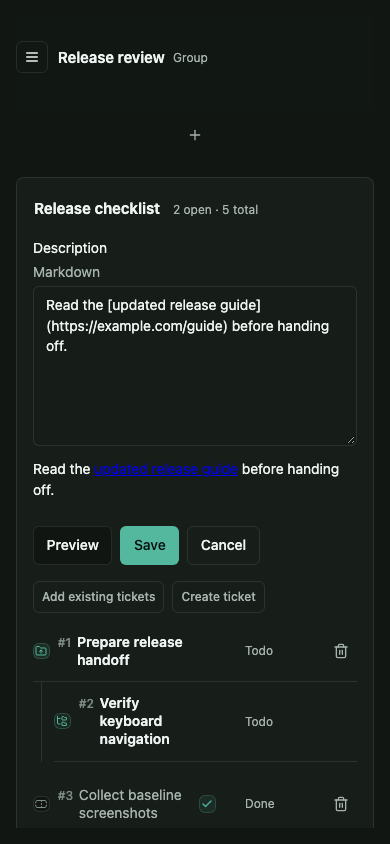 Release review Group
Release checklist 2 open · 5 total
Description
Markdown
Read the [updated release guide]
(https://example.com/guide) before handing
off.
Read the updated release guide before handing
off.
Preview Save Cancel
Add existing tickets Create ticket
#1 Prepare release Todo
handoff
#2 Verify
keyboard Todo
navigation
#3 Collect baseline Done
screenshots